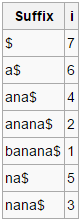 Suffix i
$ 7
a$ 6
ana$ 4
anana$ 2
banana$ 1
na$ 5
nana$ 3